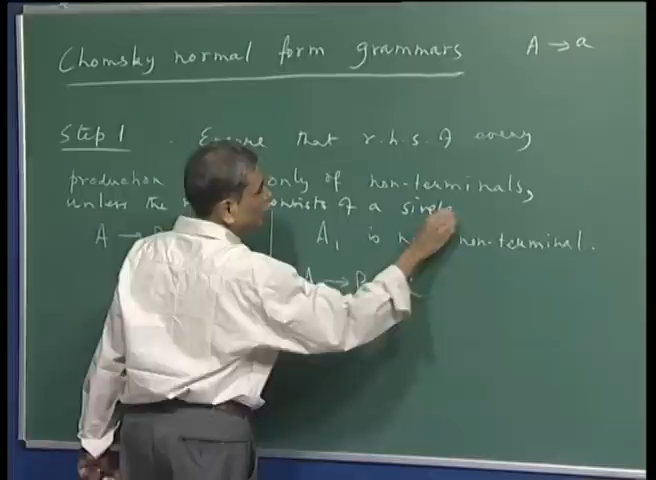 Chomsky normal form grammars
A → a
Step 1 . Ensure that r.h.s of every
production only of non-terminals,
unless the consists of a single
A → A₁ is non-terminal.
A → B